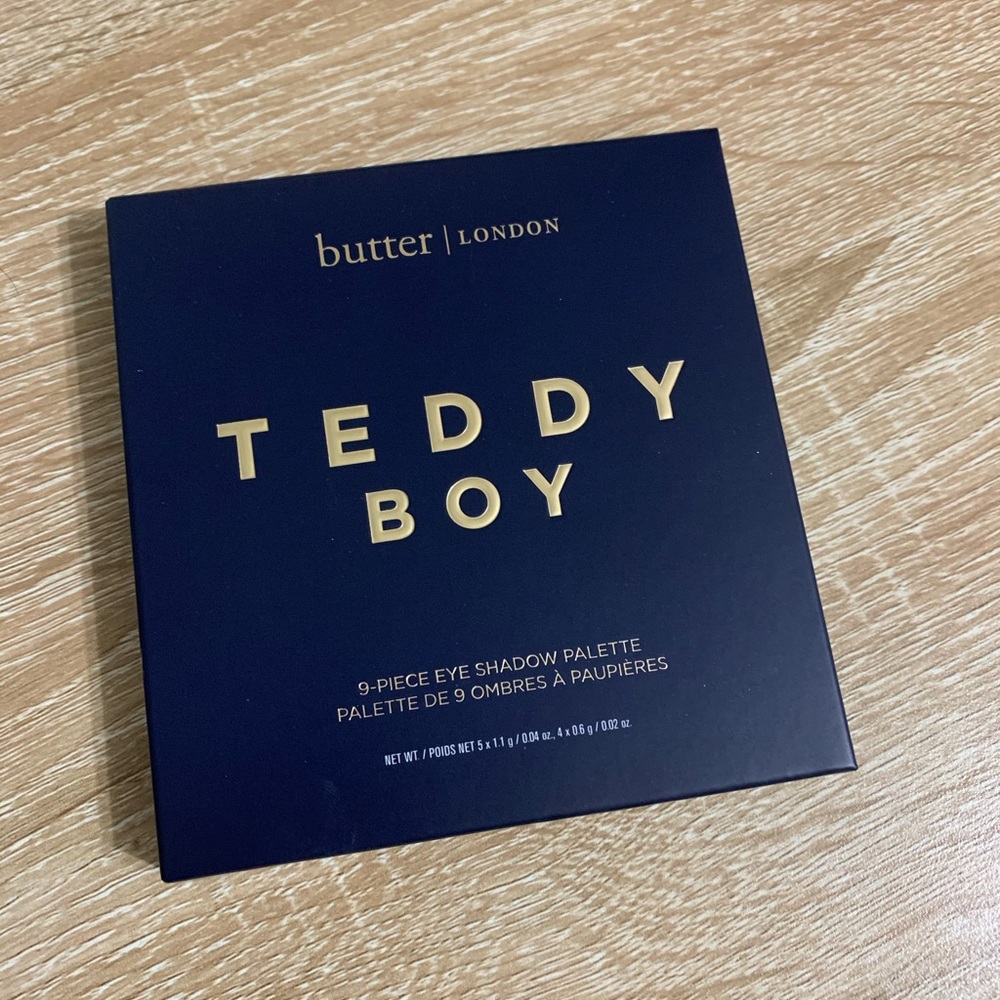 butter | LONDON
TEDDY
BOY
9-PIECE EYE SHADOW PALETTE
PALETTE DE 9 OMBRES À PAUPIÈRES
NET WT. / POIDS NET 5 x 1.1 g / 0.04 oz., 4 x 0.6 g / 0.02 oz.